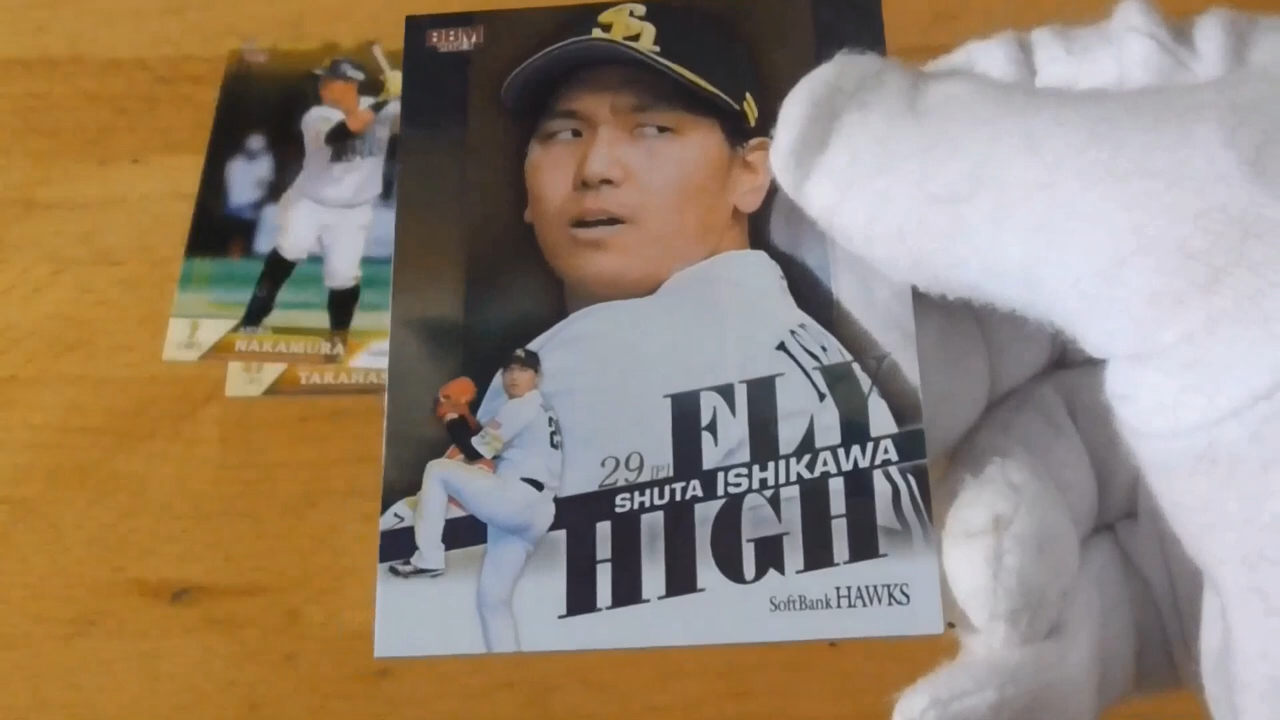 BBM
FLY
29 [P]
SHUTA ISHIKAWA
HIGH
SoftBank HAWKS
NAKAMURA